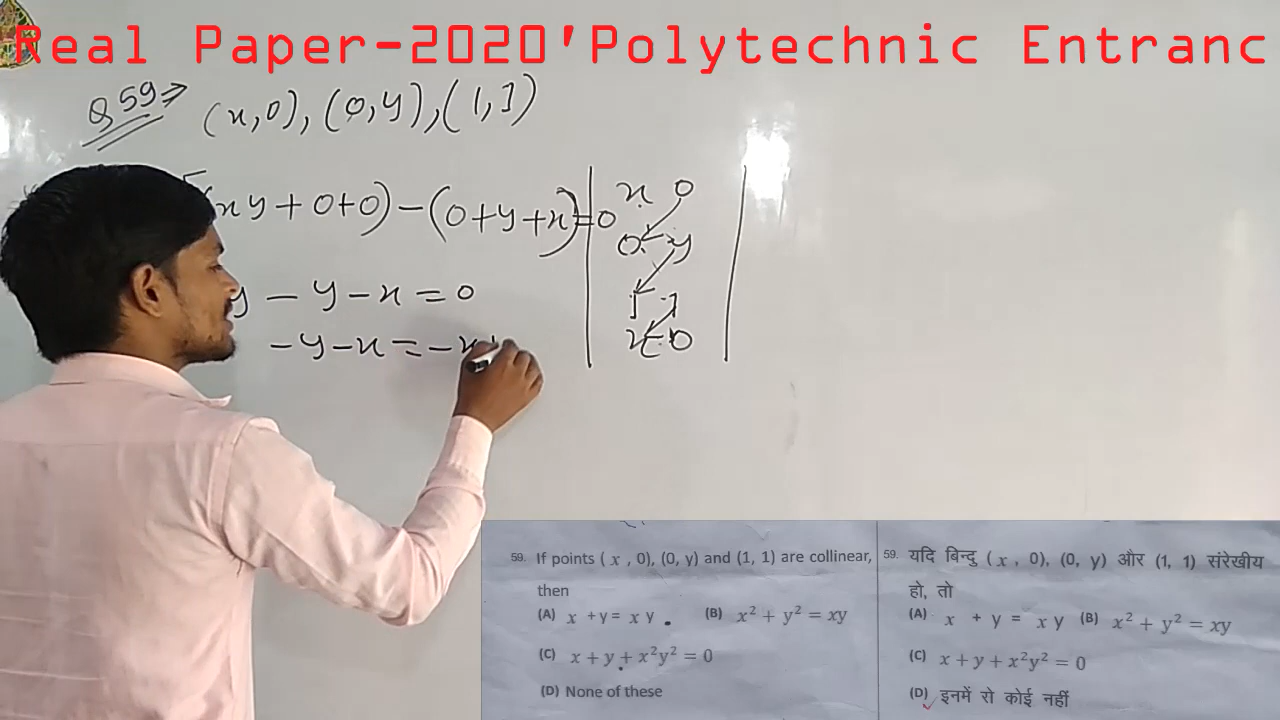 Real Paper-2020'Polytechnic Entranc
Q59⇒ (x,0), (0,y), (1,1)
(xy+0+0)-(0+y+x)=0
y - y - x = 0
-y-x=-x
x 0
0 y
1 1
x 0
59. If points ( x , 0), (0, y) and (1, 1) are collinear,
then
(A) x +y= x y . (B) x² + y² = xy
(C) x + y + x²y² = 0
(D) None of these
59. यदि बिन्दु ( x , 0), (0, y) और (1, 1) संरेखीय
हो, तो
(A) x + y = x y (B) x² + y² = xy
(C) x + y + x²y² = 0
(D) इनमें से कोई नहीं